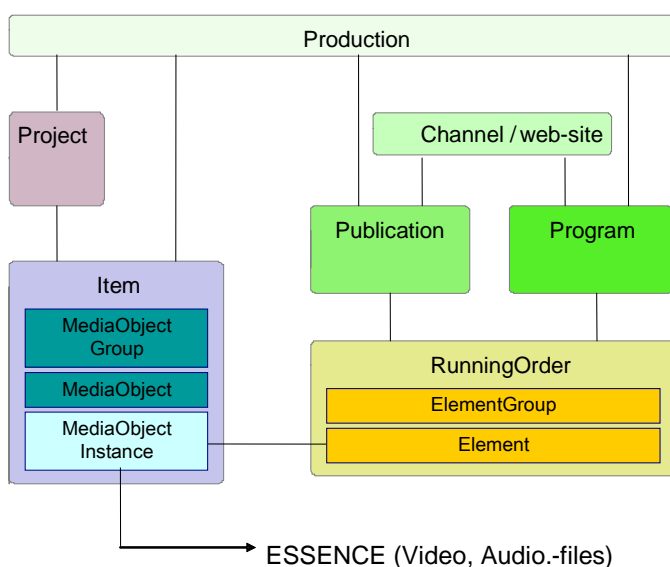 Production
Project
Channel / web-site
Publication
Program
Item
MediaObject
Group
MediaObject
MediaObject
Instance
RunningOrder
ElementGroup
Element
ESSENCE (Video, Audio.-files)